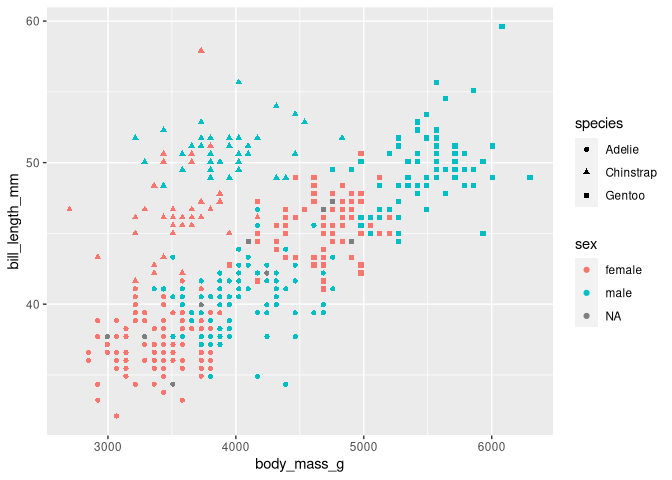 60
50
40
bill_length_mm
3000 4000 5000 6000
body_mass_g
species
Adelie
Chinstrap
Gentoo
sex
female
male
NA